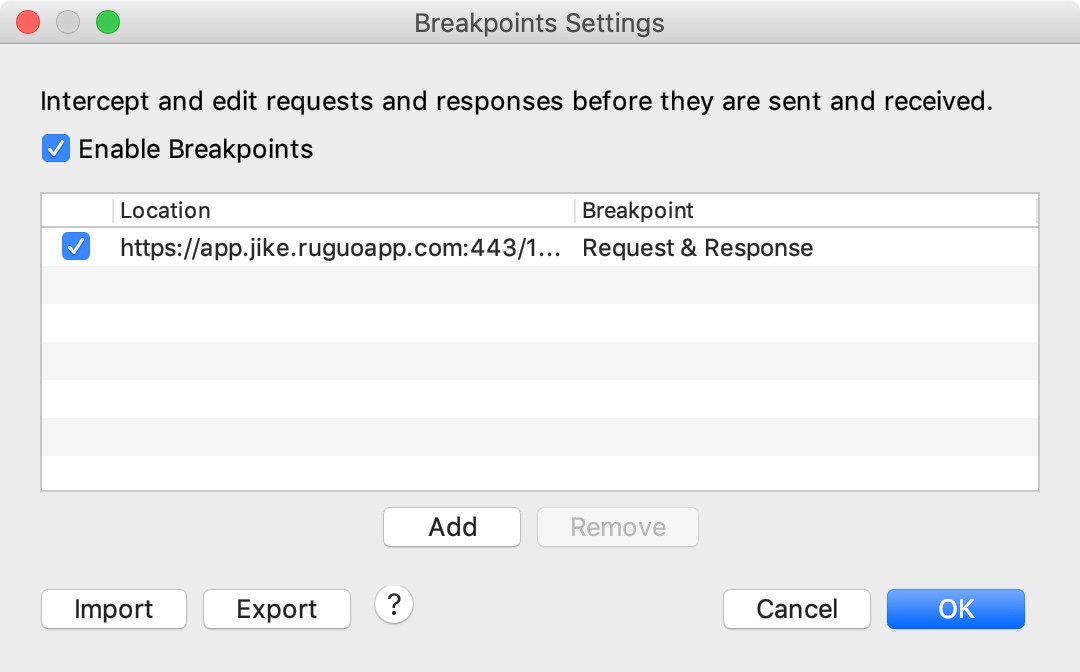 Breakpoints Settings
Intercept and edit requests and responses before they are sent and received.
Enable Breakpoints
Location Breakpoint
https://app.jike.ruguoapp.com:443/1... Request & Response
Add Remove
Import Export ? Cancel OK